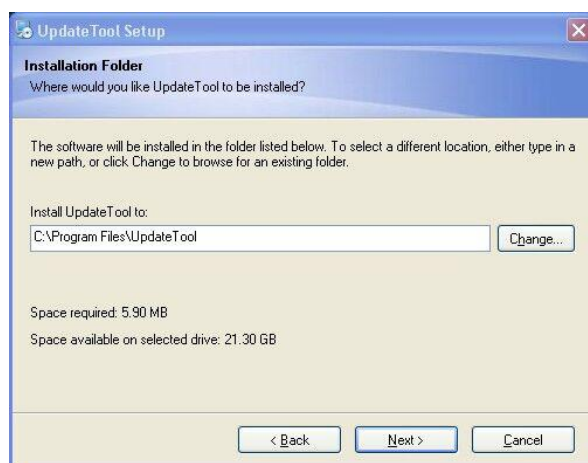 UpdateTool Setup
Installation Folder
Where would you like UpdateTool to be installed?
The software will be installed in the folder listed below. To select a different location, either type in a
new path, or click Change to browse for an existing folder.
Install UpdateTool to:
C:\Program Files\UpdateTool
Change...
Space required: 5.90 MB
Space available on selected drive: 21.30 GB
< Back
Next >
Cancel